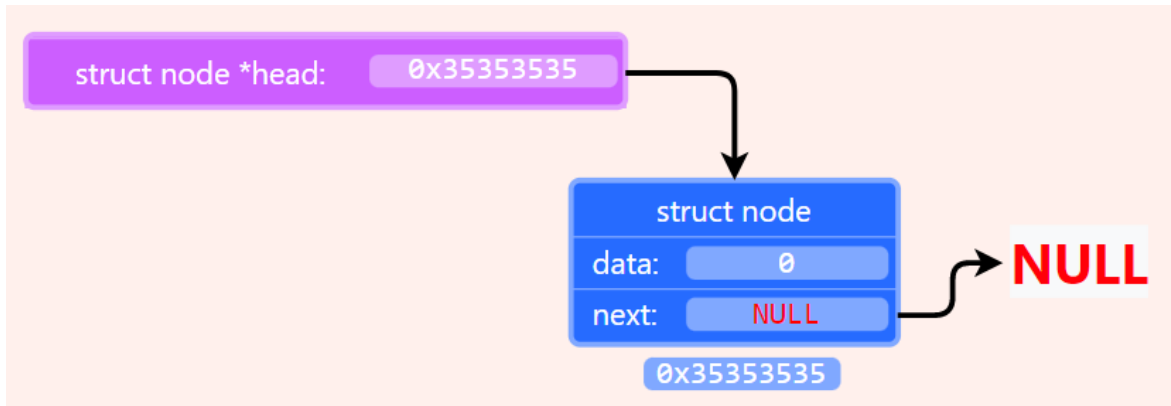 struct node *head: 0x35353535
struct node
data: 0
next: NULL
NULL
0x35353535